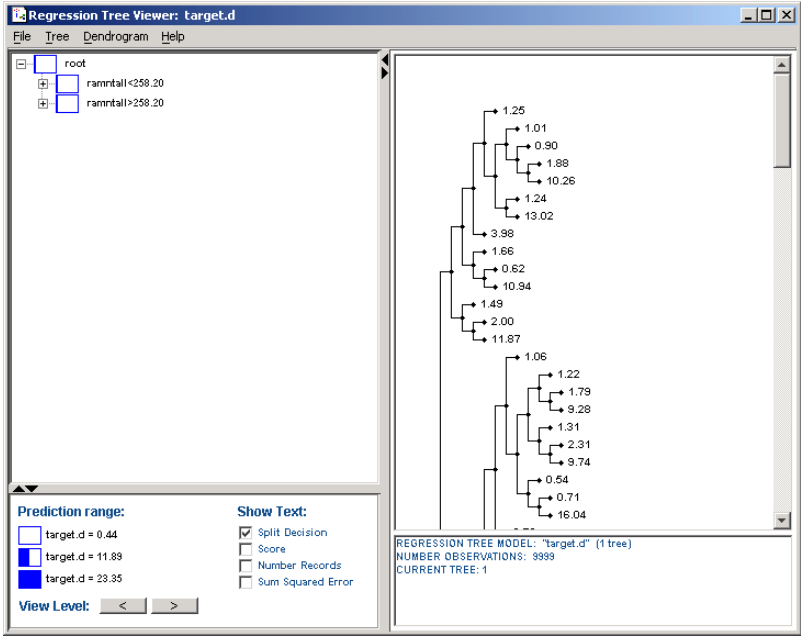 Regression Tree Viewer: target.d
File Tree Dendrogram Help
root
ramntall<258.20
ramntall>258.20
1.25
1.01
0.90
1.88
10.26
1.24
13.02
3.98
1.66
0.62
10.94
1.49
2.00
11.87
1.06
1.22
1.79
9.28
1.31
2.31
9.74
0.54
0.71
16.04
Prediction range:
target.d = 0.44
target.d = 11.89
target.d = 23.35
View Level: < >
Show Text:
Split Decision
Score
Number Records
Sum Squared Error
REGRESSION TREE MODEL: "target.d" (1 tree)
NUMBER OBSERVATIONS: 9999
CURRENT TREE: 1